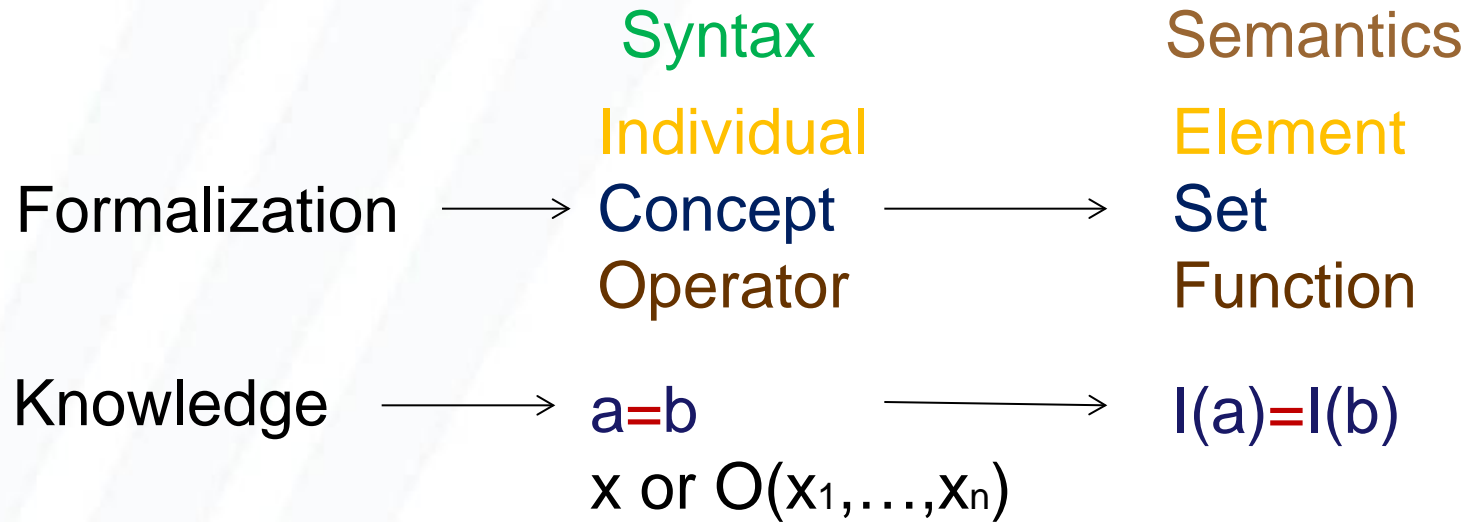 Syntax Semantics
Individual Element
Formalization Concept Set
Operator Function
Knowledge a=b I(a)=I(b)
x or O(x₁,…,xₙ)